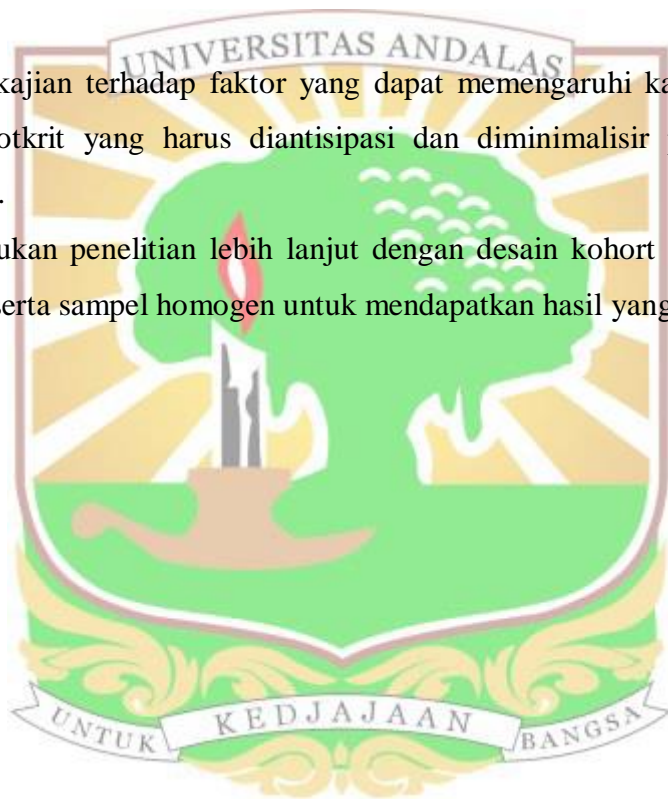 UNIVERSITAS ANDALAS
kajian terhadap faktor yang dapat memengaruhi ka
otkrit yang harus diantisipasi dan diminimalisir
.
ukan penelitian lebih lanjut dengan desain kohort
serta sampel homogen untuk mendapatkan hasil yang
UNTUK KEDJAJAAN BANGSA